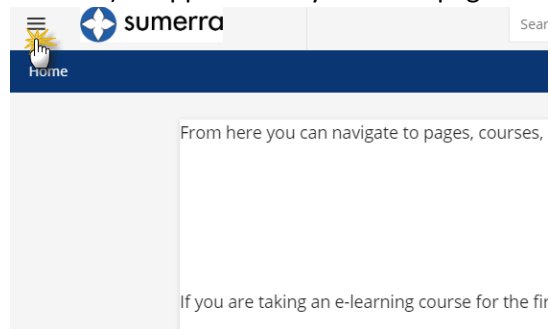 sumerra
Sear
Home
From here you can navigate to pages, courses,
If you are taking an e-learning course for the fir